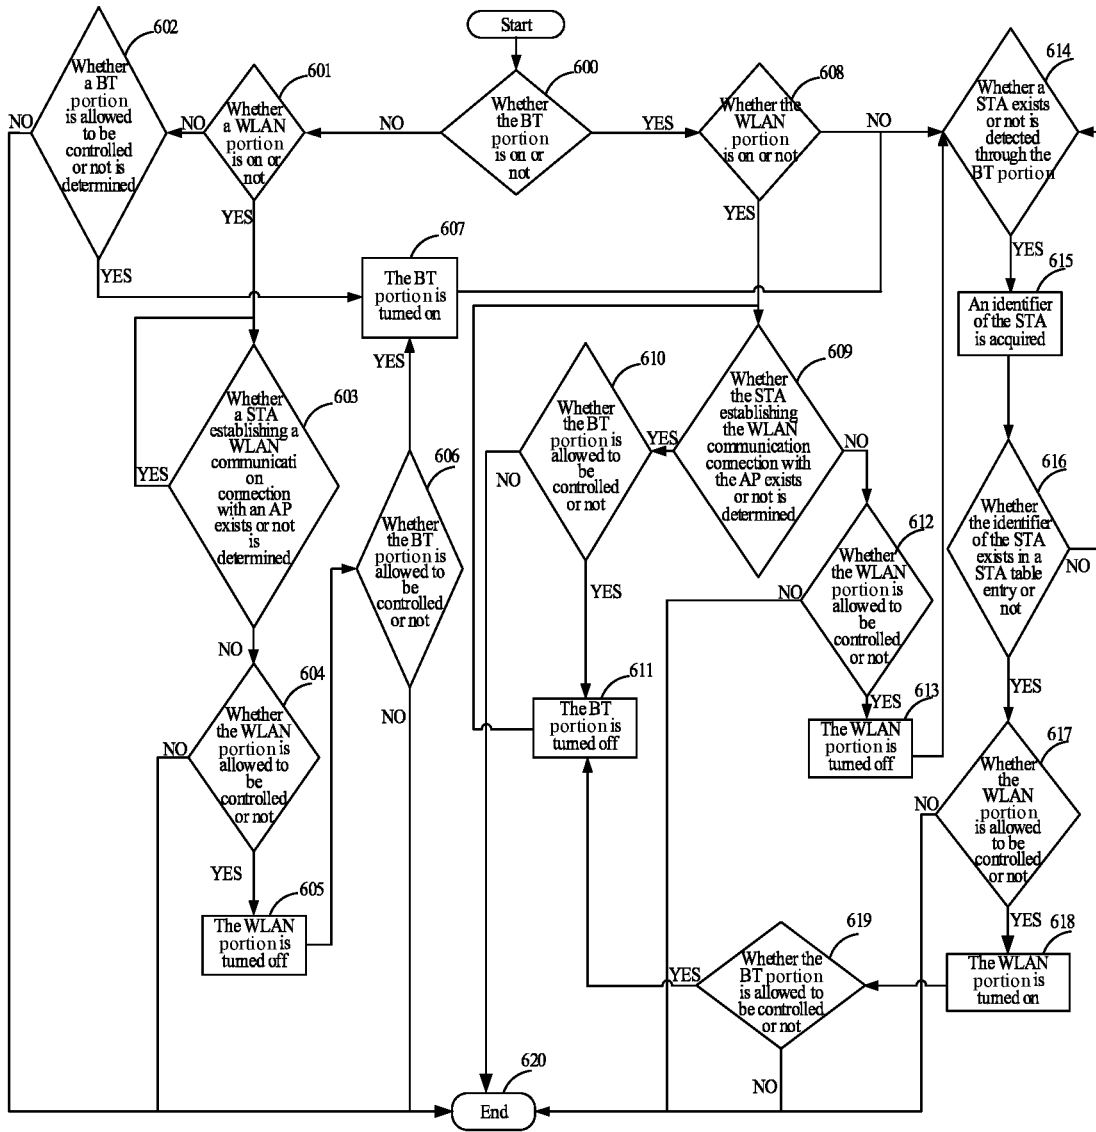 Start
600
Whether
the BT
portion
is on or
not
NO
YES
601
Whether
a WLAN
portion
is on or
not
NO
YES
602
Whether
a BT
portion
is allowed
to be
controlled
or not is
determined
NO
YES
603
Whether
a STA
establishing a
WLAN
communicati
on
connection
with an AP
exists or not
is
determined
YES
NO
604
Whether
the WLAN
portion is
allowed to
be
controlled
or not
NO
YES
605
The WLAN
portion is
turned off
606
Whether
the BT
portion is
allowed to
be
controlled
or not
YES
NO
607
The BT
portion is
turned on
608
Whether the
WLAN
portion
is on or not
NO
YES
609
Whether
the STA
establishing
the WLAN
communication
connection with
the AP exists
or not is
determined
YES
NO
610
Whether
the BT
portion is
allowed to
be
controlled
or not
NO
YES
611
The BT
portion is
turned off
612
Whether
the WLAN
portion is
allowed to
be
controlled
or not
NO
YES
613
The WLAN
portion is
turned off
614
Whether a
STA exists
or not is
detected
through the
BT portion
YES
615
An identifier
of the STA
is acquired
616
Whether
the identifier
of the STA
exists in a
STA table
entry or
not
NO
YES
617
Whether
the
WLAN
portion
is allowed
to be
controlled
or not
NO
YES
618
The WLAN
portion is
turned on
619
Whether the
BT portion
is allowed to
be controlled
or not
YES
NO
620
End